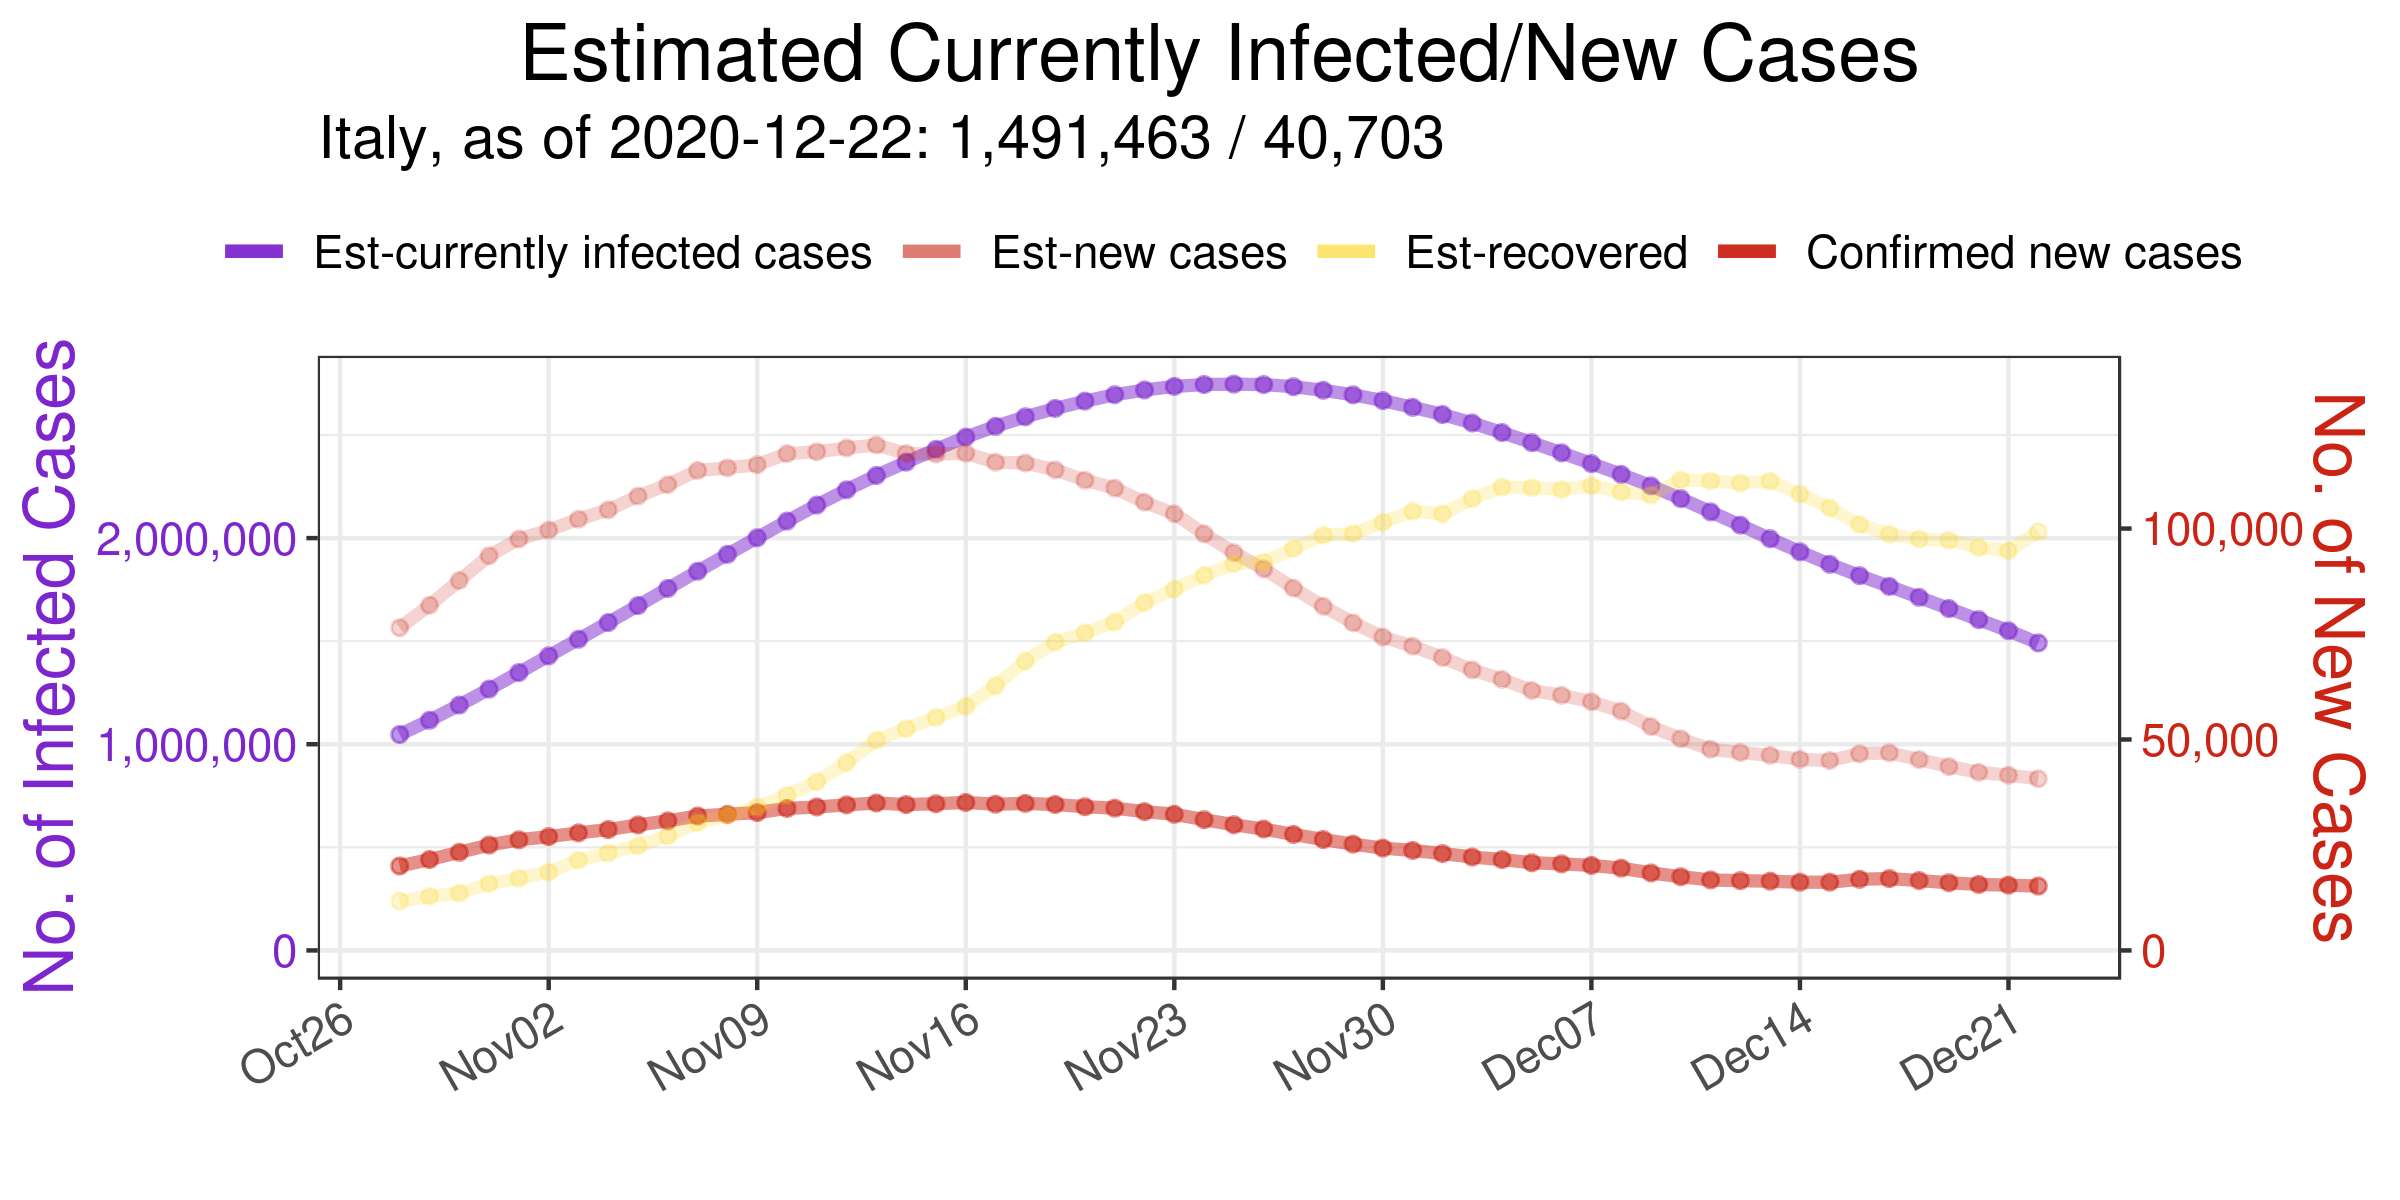 Estimated Currently Infected/New Cases
Italy, as of 2020-12-22: 1,491,463 / 40,703
Est-currently infected cases Est-new cases Est-recovered Confirmed new cases
No. of Infected Cases
2,000,000
1,000,000
0
100,000
50,000
0
No. of New Cases
Oct26 Nov02 Nov09 Nov16 Nov23 Nov30 Dec07 Dec14 Dec21